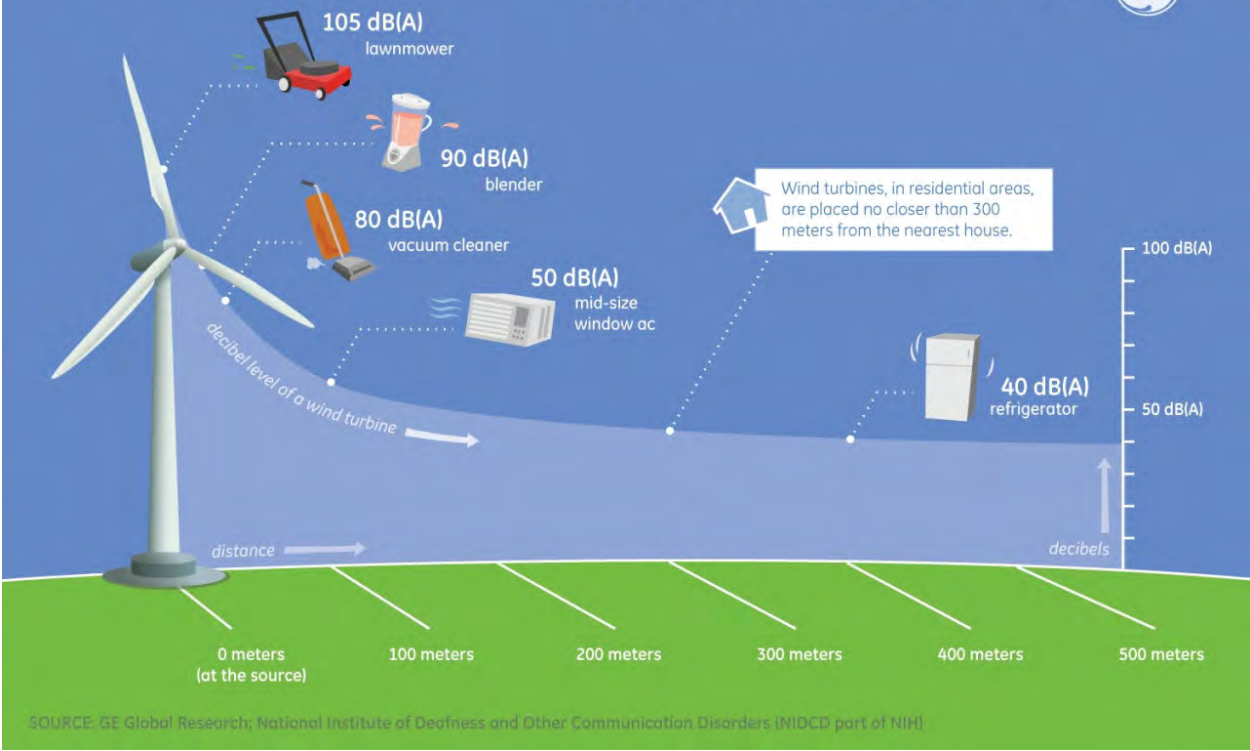 105 dB(A)
lawnmower
90 dB(A)
blender
80 dB(A)
vacuum cleaner
50 dB(A)
mid-size
window ac
Wind turbines, in residential areas,
are placed no closer than 300
meters from the nearest house.
100 dB(A)
decibel level of a wind turbine
40 dB(A)
refrigerator
50 dB(A)
distance
decibels
0 meters
(at the source)
100 meters
200 meters
300 meters
400 meters
500 meters
SOURCE: GE Global Research; National Institute of Deafness and Other Communication Disorders (NIDCD part of NIH)